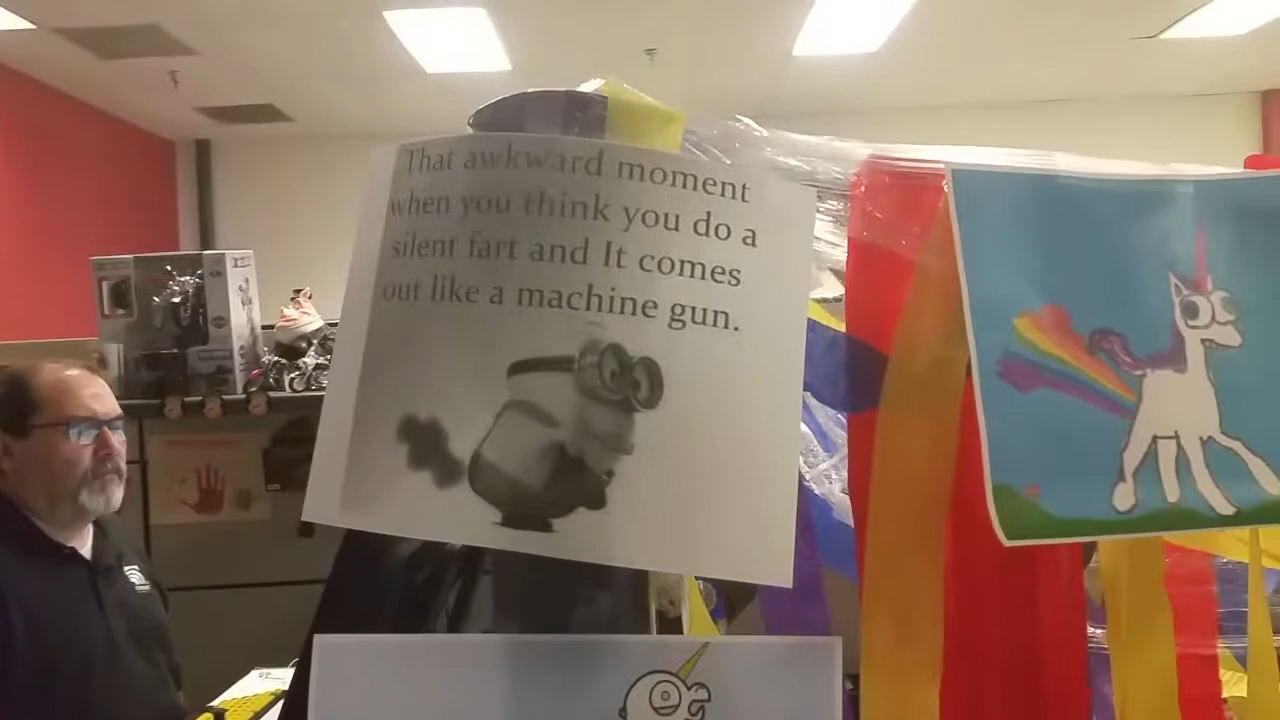 That awkward moment
when you think you do a
silent fart and It comes
out like a machine gun.